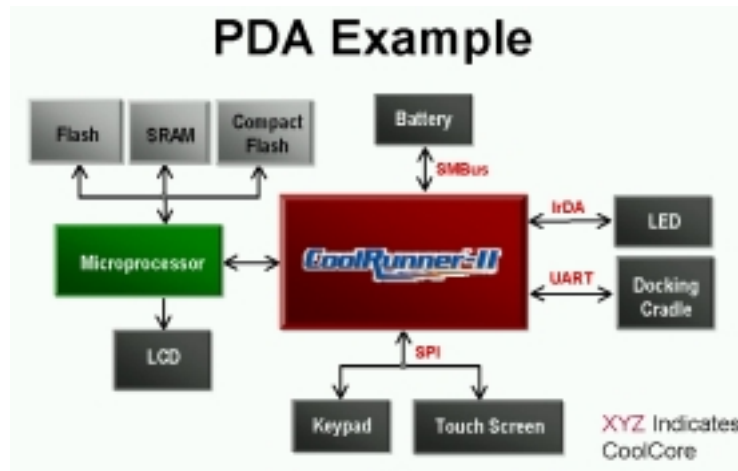 PDA Example
Flash
SRAM
Compact
Flash
Battery
SMBus
IrDA
LED
Microprocessor
CoolRunner-II
UART
Docking
Cradle
LCD
SPI
Keypad
Touch Screen
XYZ Indicates
CoolCore